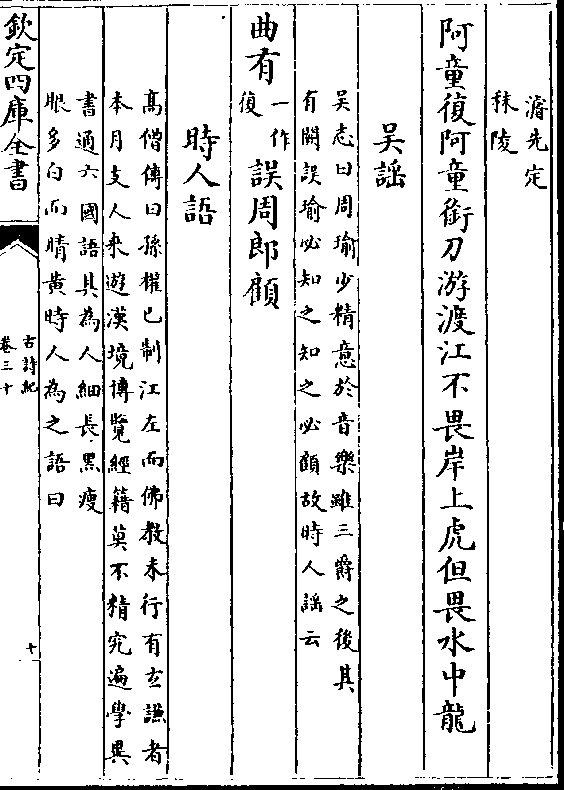 濬先定
秣陵
阿童復阿童銜刀游渡江不畏岸上虎但畏水中龍
吴謡
吴志曰周瑜少精意於音樂雖三爵之後其
有闕誤瑜必知之知之必顧故時人謡云
曲有一作復誤周郎顧
時人語
髙僧傳曰孫權已制江左而佛教未行有支謙者
本月支人来遊漢境博覽經籍莫不精究遍學異
書通六國語其為人細長黒瘦
眼多白而晴黄時人為之語曰
欽定四庫全書
古詩紀
卷三十
十